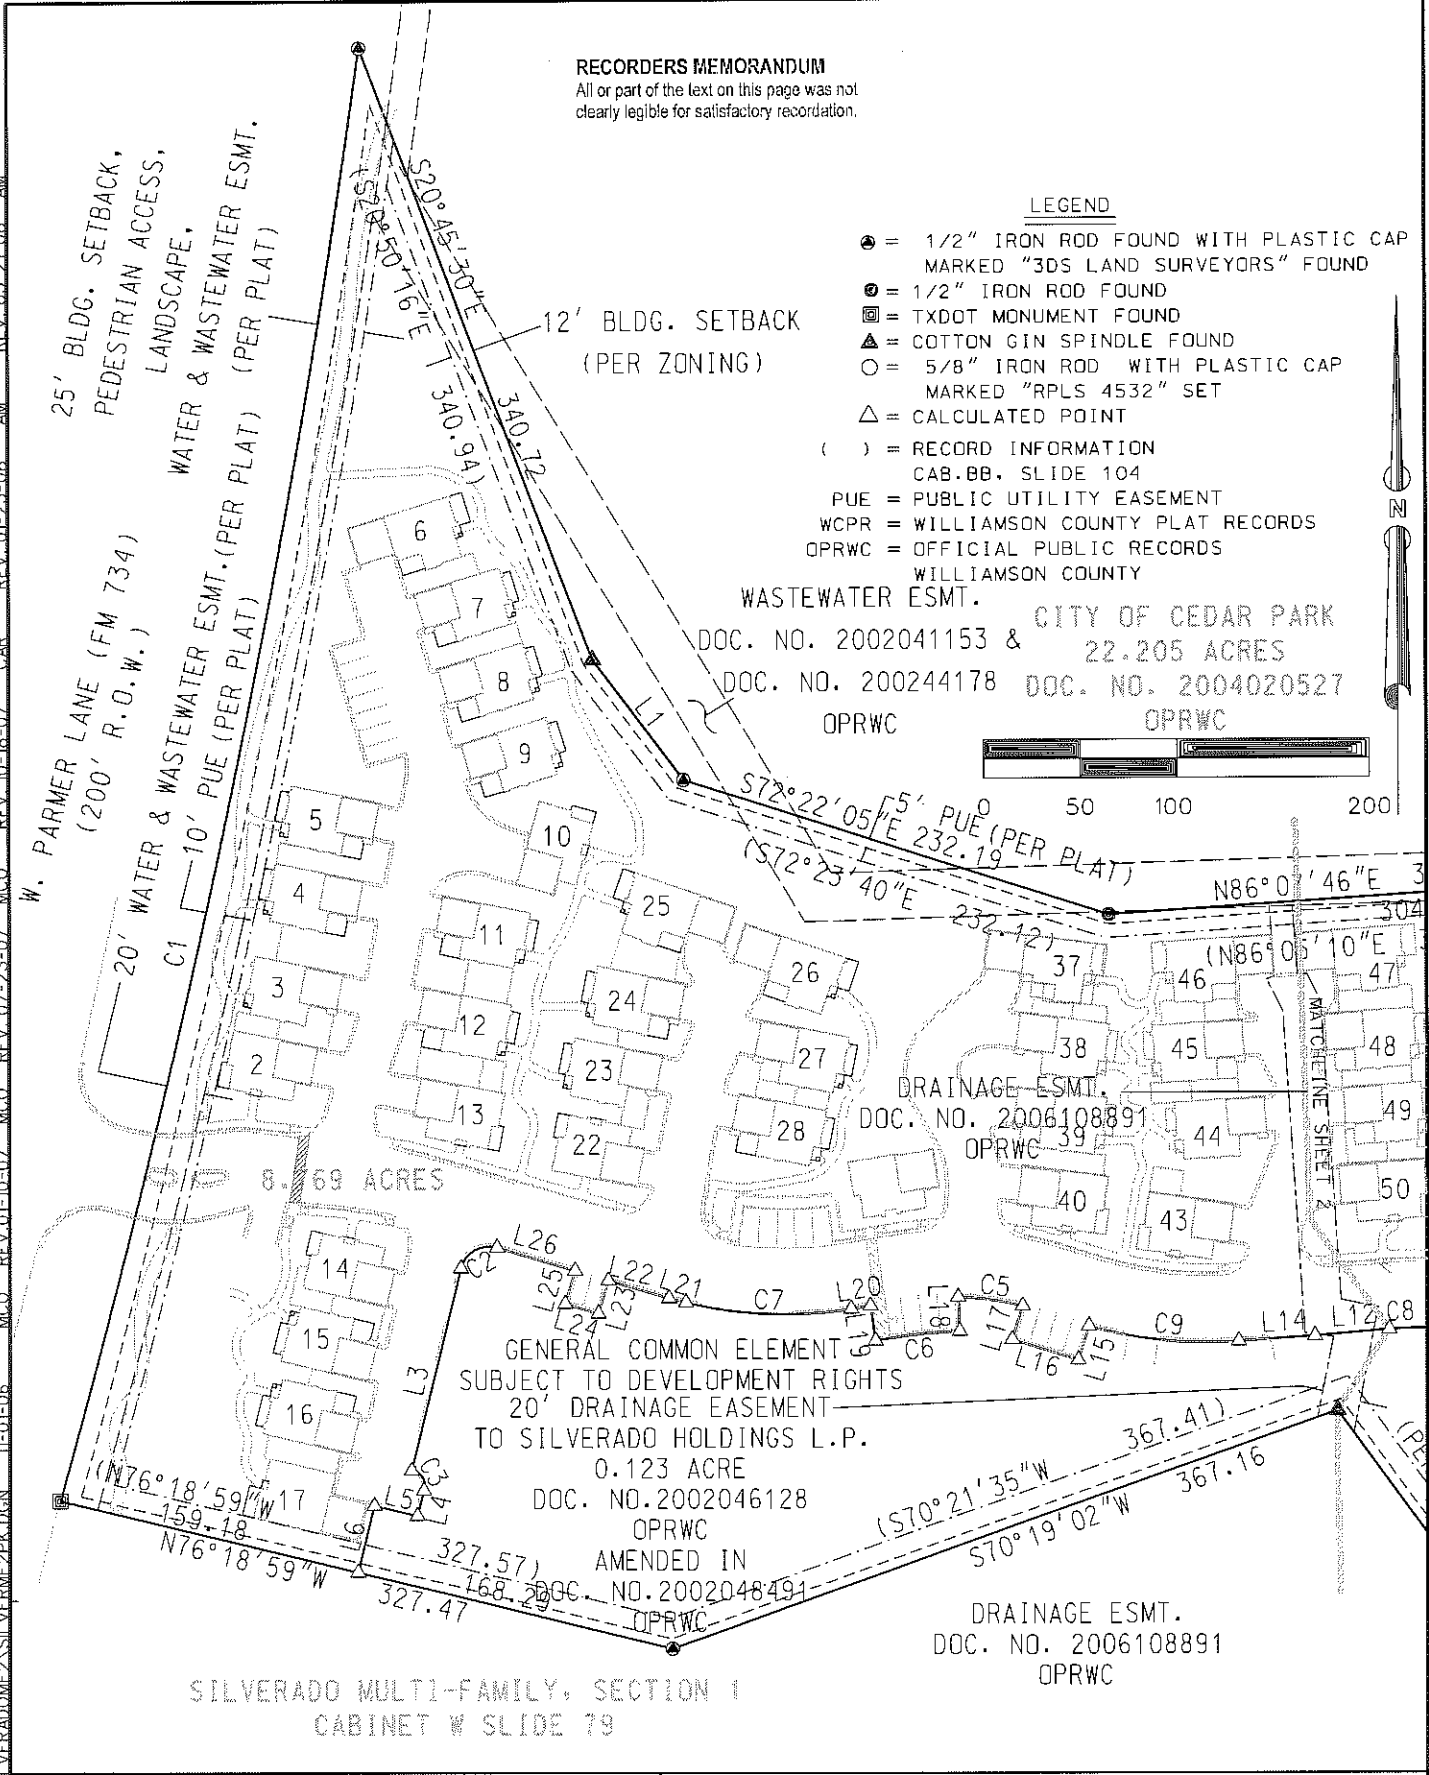 RECORDERS MEMORANDUM
All or part of the text on this page was not
clearly legible for satisfactory recordation.
25' BLDG. SETBACK,
PEDESTRIAN ACCESS,
LANDSCAPE,
WATER & WASTEWATER ESMT.
(PER PLAT)
S20°45'30"E
340.72
340.94)
12' BLDG. SETBACK
(PER ZONING)
LEGEND
= 1/2" IRON ROD FOUND WITH PLASTIC CAP
MARKED "3DS LAND SURVEYORS" FOUND
= 1/2" IRON ROD FOUND
= TXDOT MONUMENT FOUND
= COTTON GIN SPINDLE FOUND
= 5/8" IRON ROD WITH PLASTIC CAP
MARKED "RPLS 4532" SET
= CALCULATED POINT
( ) = RECORD INFORMATION
CAB.BB, SLIDE 104
PUE = PUBLIC UTILITY EASEMENT
WCPR = WILLIAMSON COUNTY PLAT RECORDS
OPRWC = OFFICIAL PUBLIC RECORDS
WILLIAMSON COUNTY
N
WASTEWATER ESMT.
DOC. NO. 2002041153 &
DOC. NO. 200244178
OPRWC
CITY OF CEDAR PARK
22.205 ACRES
DOC. NO. 2004020527
OPRWC
0 50 100 200
W. PARMER LANE (FM 734)
(200' R.O.W.)
20' WATER & WASTEWATER ESMT.(PER PLAT)
10' PUE (PER PLAT)
C1
L1
S72°22'05"E 232.19
5' PUE (PER PLAT)
(S72°23'40"E 232.12)
N86°07'46"E
(N86°05'10"E
304
6
7
8
9
5
10
4
25
11
3
24
26
12
2
23
27
13
22
28
37
46
47
38
45
48
DRAINAGE ESMT.
DOC. NO. 2006108891
OPRWC
39
44
49
40
43
50
MATCHLINE SHEET 2
ACRES
14
15
16
17
C2
L26
L25
L24
L23
L22
L21
C7
L20
L19
C6
L18
C5
L17
L16
L15
C9
L14
L12
C8
L3
C3
L4
L5
L6
GENERAL COMMON ELEMENT
SUBJECT TO DEVELOPMENT RIGHTS
20' DRAINAGE EASEMENT
TO SILVERADO HOLDINGS L.P.
0.123 ACRE
DOC. NO.2002046128
OPRWC
AMENDED IN
DOC. NO.2002048491
OPRWC
(N76°18'59"W
159.18
N76°18'59"W
327.57)
168.29
327.47
(S70°21'35"W 367.41)
S70°19'02"W 367.16
DRAINAGE ESMT.
DOC. NO. 2006108891
OPRWC
SILVERADO MULTI-FAMILY, SECTION 1
CABINET W SLIDE 79